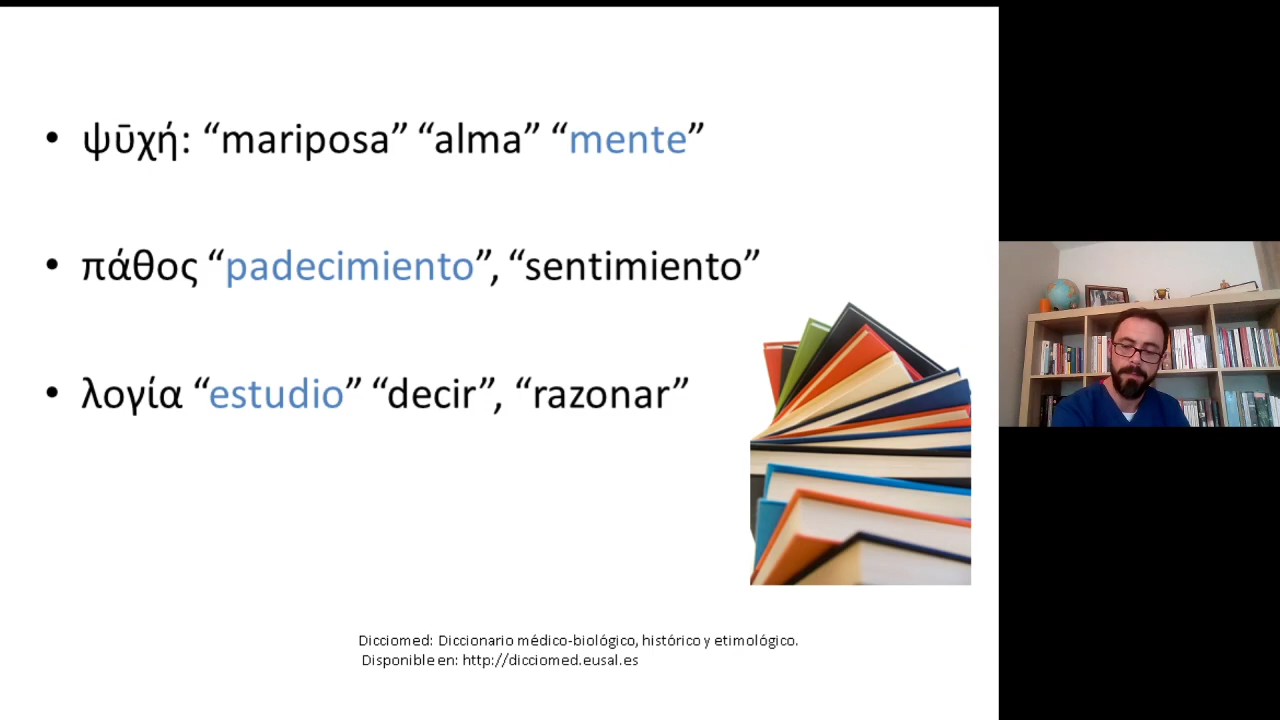 • ψῡχή: “mariposa” “alma” “mente”
• πάθος “padecimiento”, “sentimiento”
• λογία “estudio” “decir”, “razonar”
Dicciomed: Diccionario médico-biológico, histórico y etimológico.
Disponible en: http://dicciomed.eusal.es